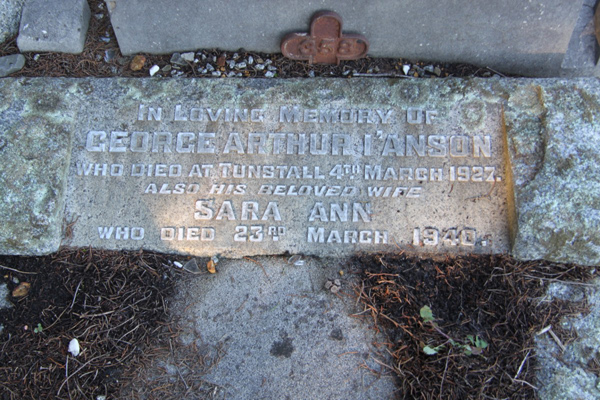 C58
IN LOVING MEMORY OF
GEORGE ARTHUR I'ANSON
WHO DIED AT TUNSTALL 4TH MARCH 1927.
ALSO HIS BELOVED WIFE
SARA ANN
WHO DIED 23RD MARCH 1940.